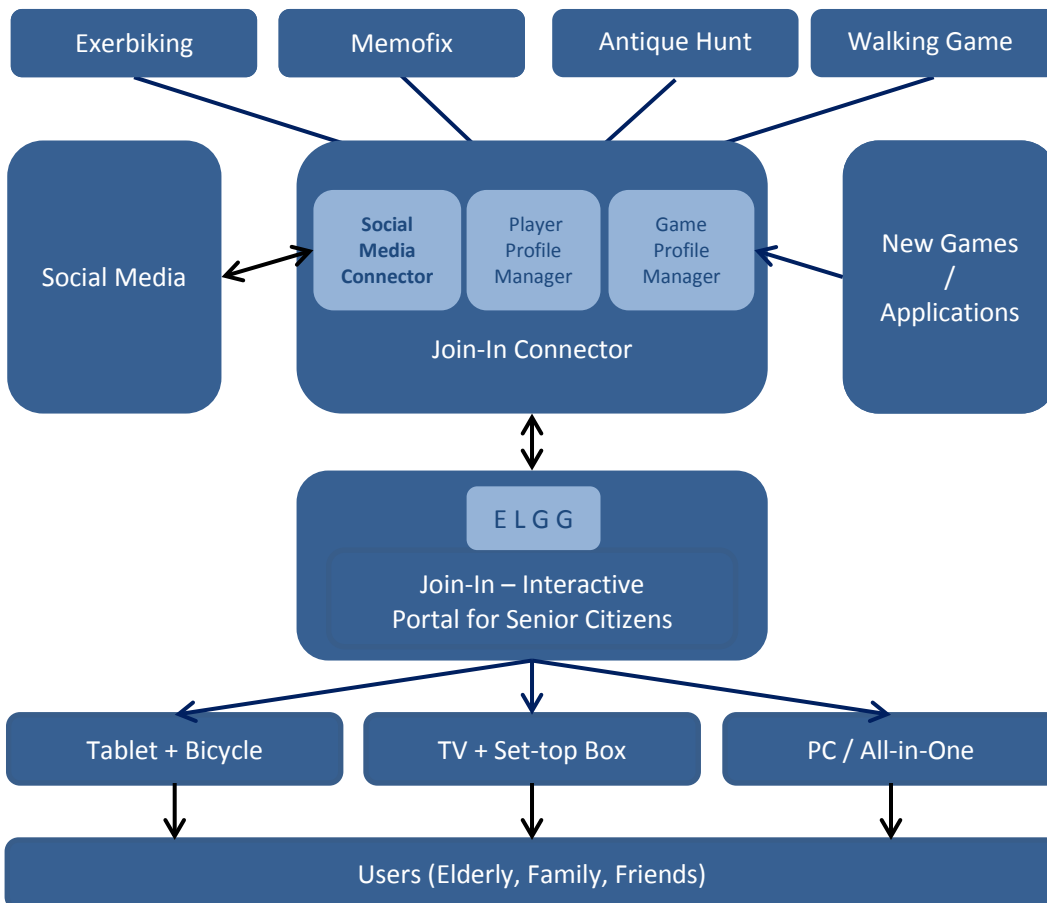 Exerbiking
Memofix
Antique Hunt
Walking Game
Social Media
Social
Media
Connector
Player
Profile
Manager
Game
Profile
Manager
Join-In Connector
New Games
/
Applications
E L G G
Join-In – Interactive
Portal for Senior Citizens
Tablet + Bicycle
TV + Set-top Box
PC / All-in-One
Users (Elderly, Family, Friends)